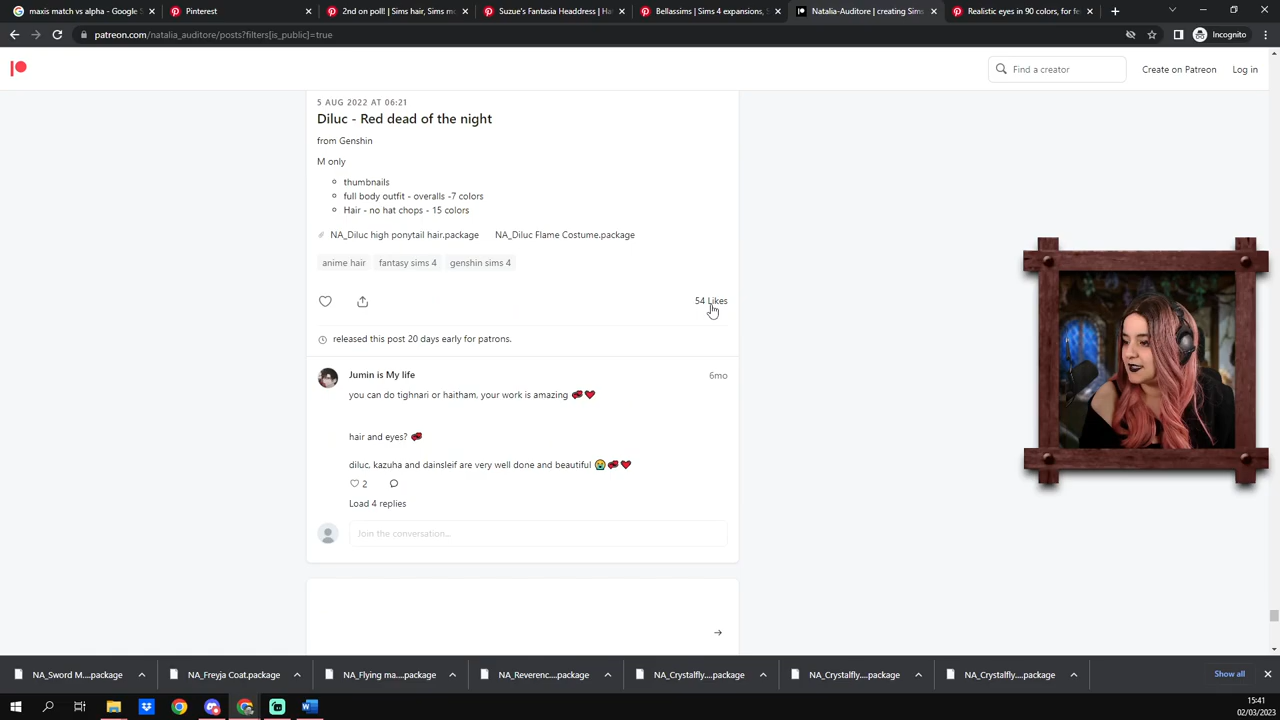 maxis match vs alpha - Google S
Pinterest
2nd on poll! | Sims hair, Sims mo
Suzue's Fantasia Headdress | Ha
Bellassims | Sims 4 expansions,
Natalia-Auditore | creating Sims
Realistic eyes in 90 colors, for fe
patreon.com/natalia_auditore/posts?filters[is_public]=true
Incognito
Find a creator
Create on Patreon
Log in
5 AUG 2022 AT 06:21
Diluc - Red dead of the night
from Genshin
M only
thumbnails
full body outfit - overalls -7 colors
Hair - no hat chops - 15 colors
NA_Diluc high ponytail hair.package NA_Diluc Flame Costume.package
anime hair fantasy sims 4 genshin sims 4
54 Likes
released this post 20 days early for patrons.
Jumin is My life
6mo
you can do tighnari or haitham, your work is amazing
hair and eyes?
diluc, kazuha and dainsleif are very well done and beautiful
2
Load 4 replies
Join the conversation...
NA_Sword M....package
NA_Freyja Coat.package
NA_Flying ma....package
NA_Reverenc....package
NA_Crystalfly....package
NA_Crystalfly....package
NA_Crystalfly....package
Show all
15:41
02/03/2023